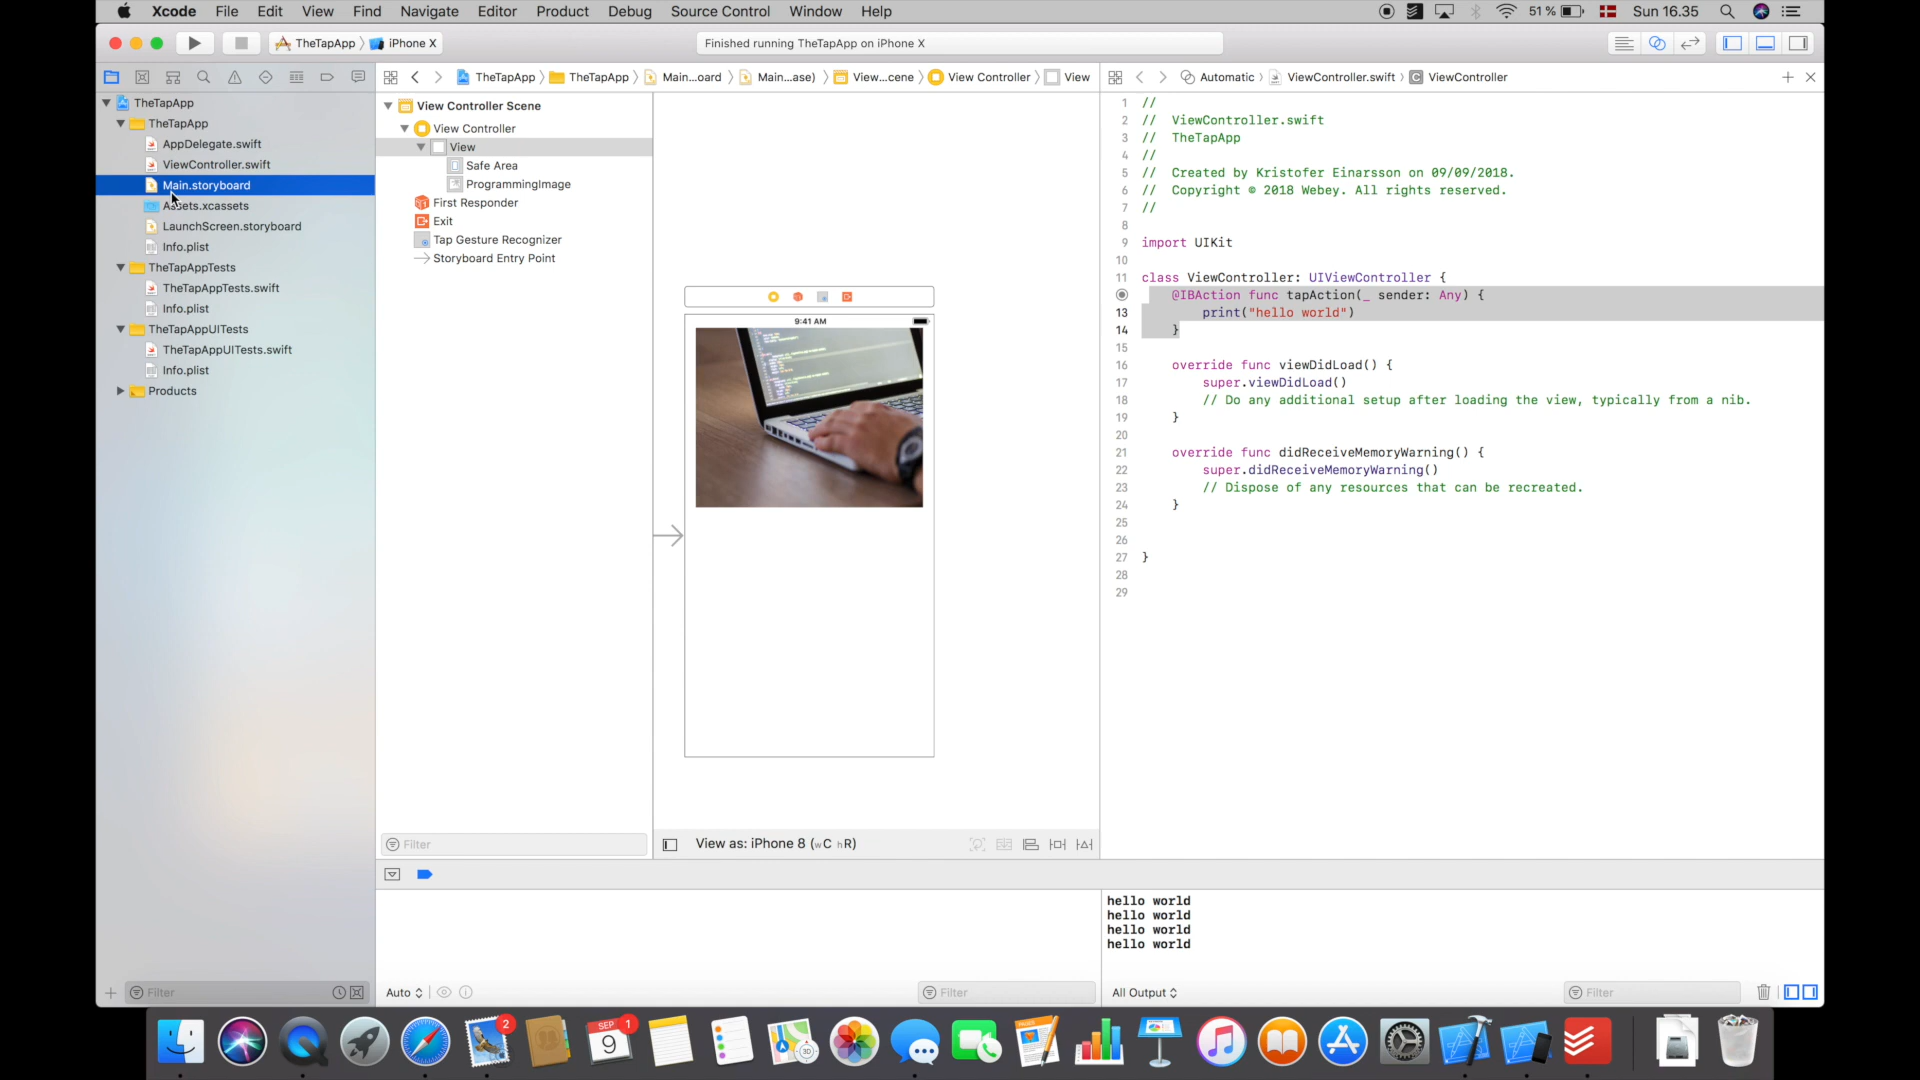 Xcode File Edit View Find Navigate Editor Product Debug Source Control Window Help 51 % Sun 16.35
TheTapApp iPhone X Finished running TheTapApp on iPhone X
TheTapApp TheTapApp Main...oard Main...ase) View...cene View Controller View Automatic ViewController.swift ViewController
TheTapApp
TheTapApp
AppDelegate.swift
ViewController.swift
Main.storyboard
Assets.xcassets
LaunchScreen.storyboard
Info.plist
TheTapAppTests
TheTapAppTests.swift
Info.plist
TheTapAppUITests
TheTapAppUITests.swift
Info.plist
Products
Filter
View Controller Scene
View Controller
View
Safe Area
ProgrammingImage
First Responder
Exit
Tap Gesture Recognizer
Storyboard Entry Point
Filter
9:41 AM
View as: iPhone 8 (wC hR)
1 //
2 // ViewController.swift
3 // TheTapApp
4 //
5 // Created by Kristofer Einarsson on 09/09/2018.
6 // Copyright © 2018 Webey. All rights reserved.
7 //
8
9 import UIKit
10
11 class ViewController: UIViewController {
@IBAction func tapAction(_ sender: Any) {
13 print("hello world")
14 }
15
16 override func viewDidLoad() {
17 super.viewDidLoad()
18 // Do any additional setup after loading the view, typically from a nib.
19 }
20
21 override func didReceiveMemoryWarning() {
22 super.didReceiveMemoryWarning()
23 // Dispose of any resources that can be recreated.
24 }
25
26
27 }
28
29
hello world
hello world
hello world
hello world
Auto Filter All Output Filter
2 SEP 9 1 3D